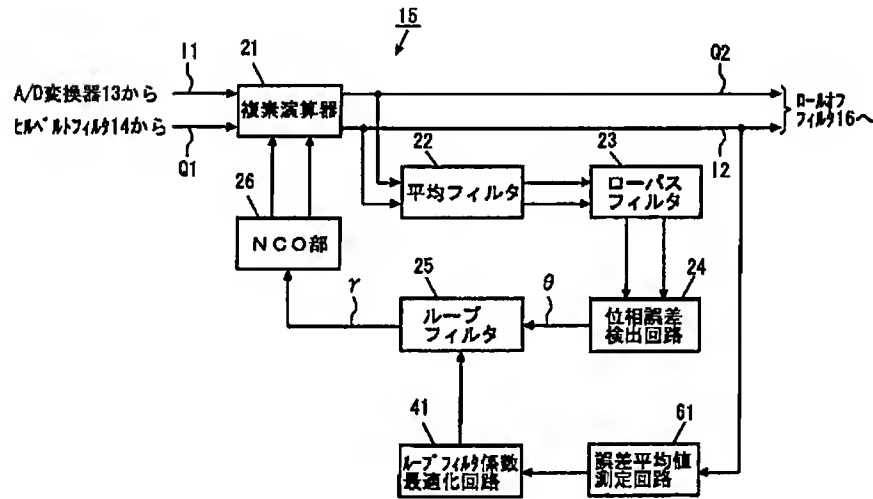 15
I1
21
Q2
A/D変換器13から
複素演算器
ロールオフ
フィルタ16へ
ヒルベルトフィルタ14から
Q1
22
23
I2
26
平均フィルタ
ローパス
フィルタ
NCO部
25
24
γ
θ
ループ
フィルタ
位相誤差
検出回路
41
61
ループフィルタ係数
最適化回路
誤差平均値
測定回路